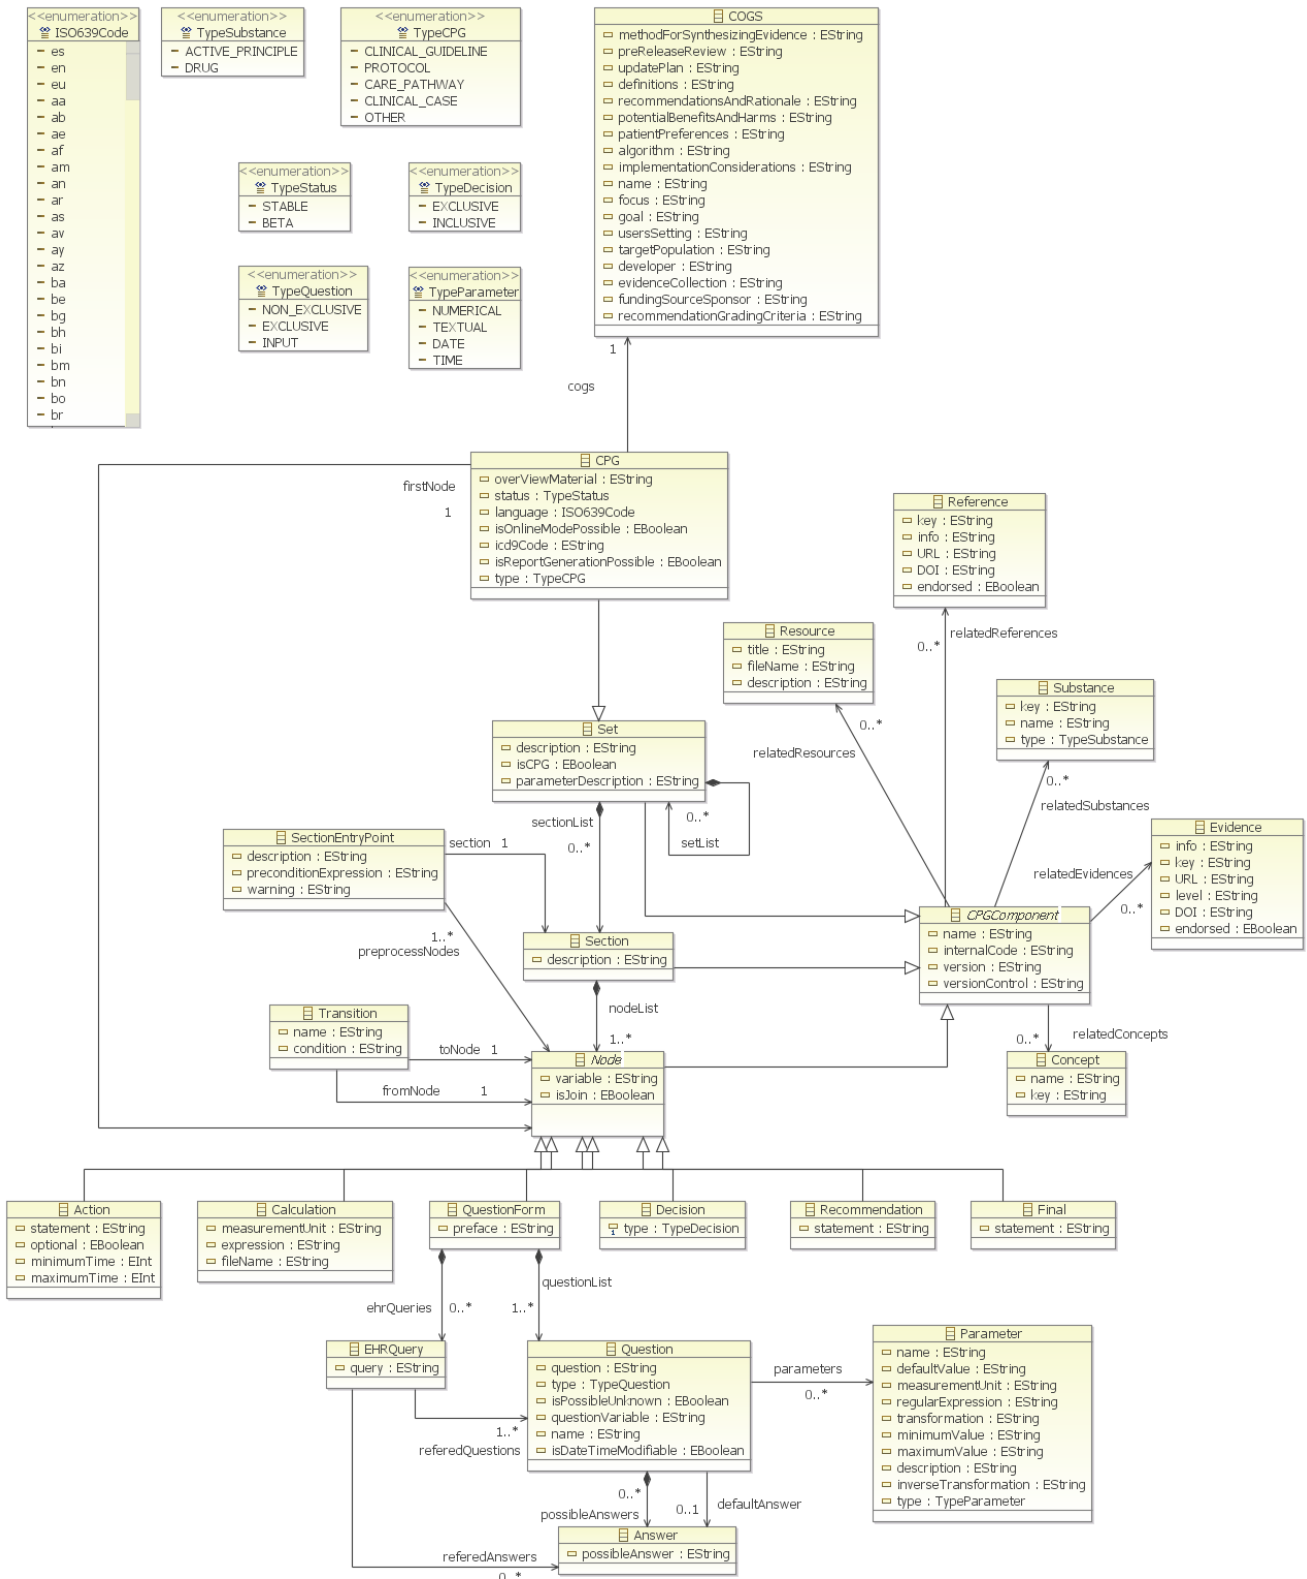 <<enumeration>>
ISO639Code
es
en
eu
aa
ab
ae
af
am
an
ar
as
av
ay
az
ba
be
bg
bh
bi
bm
bn
bo
br
<<enumeration>>
TypeSubstance
ACTIVE_PRINCIPLE
DRUG
<<enumeration>>
TypeCPG
CLINICAL_GUIDELINE
PROTOCOL
CARE_PATHWAY
CLINICAL_CASE
OTHER
<<enumeration>>
TypeStatus
STABLE
BETA
<<enumeration>>
TypeDecision
EXCLUSIVE
INCLUSIVE
<<enumeration>>
TypeQuestion
NON_EXCLUSIVE
EXCLUSIVE
INPUT
<<enumeration>>
TypeParameter
NUMERICAL
TEXTUAL
DATE
TIME
COGS
methodForSynthesizingEvidence : EString
preReleaseReview : EString
updatePlan : EString
definitions : EString
recommendationsAndRationale : EString
potentialBenefitsAndHarms : EString
patientPreferences : EString
algorithm : EString
implementationConsiderations : EString
name : EString
focus : EString
goal : EString
usersSetting : EString
targetPopulation : EString
developer : EString
evidenceCollection : EString
fundingSourceSponsor : EString
recommendationGradingCriteria : EString
1
cogs
CPG
overViewMaterial : EString
status : TypeStatus
language : ISO639Code
isOnlineModePossible : EBoolean
icd9Code : EString
isReportGenerationPossible : EBoolean
type : TypeCPG
firstNode
1
Reference
key : EString
info : EString
URL : EString
DOI : EString
endorsed : EBoolean
relatedReferences
0..*
Resource
title : EString
fileName : EString
description : EString
0..*
relatedResources
Substance
key : EString
name : EString
type : TypeSubstance
0..*
relatedSubstances
Set
description : EString
isCPG : EBoolean
parameterDescription : EString
sectionList
0..*
0..*
setList
Evidence
info : EString
key : EString
URL : EString
level : EString
DOI : EString
endorsed : EBoolean
relatedEvidences
0..*
SectionEntryPoint
description : EString
preconditionExpression : EString
warning : EString
section 1
1..*
preprocessNodes
CPGComponent
name : EString
internalCode : EString
version : EString
versionControl : EString
Section
description : EString
nodeList
1..*
relatedConcepts
0..*
Concept
name : EString
key : EString
Transition
name : EString
condition : EString
toNode 1
fromNode 1
Node
variable : EString
isJoin : EBoolean
Action
statement : EString
optional : EBoolean
minimumTime : EInt
maximumTime : EInt
Calculation
measurementUnit : EString
expression : EString
fileName : EString
QuestionForm
preface : EString
Decision
type : TypeDecision
Recommendation
statement : EString
Final
statement : EString
ehrQueries 0..*
questionList
1..*
EHRQuery
query : EString
1..*
referedQuestions
Question
question : EString
type : TypeQuestion
isPossibleUnknown : EBoolean
questionVariable : EString
name : EString
isDateTimeModifiable : EBoolean
parameters
0..*
Parameter
name : EString
defaultValue : EString
measurementUnit : EString
regularExpression : EString
transformation : EString
minimumValue : EString
maximumValue : EString
description : EString
inverseTransformation : EString
type : TypeParameter
0..*
possibleAnswers
0..1
defaultAnswer
Answer
possibleAnswer : EString
referedAnswers
0..*